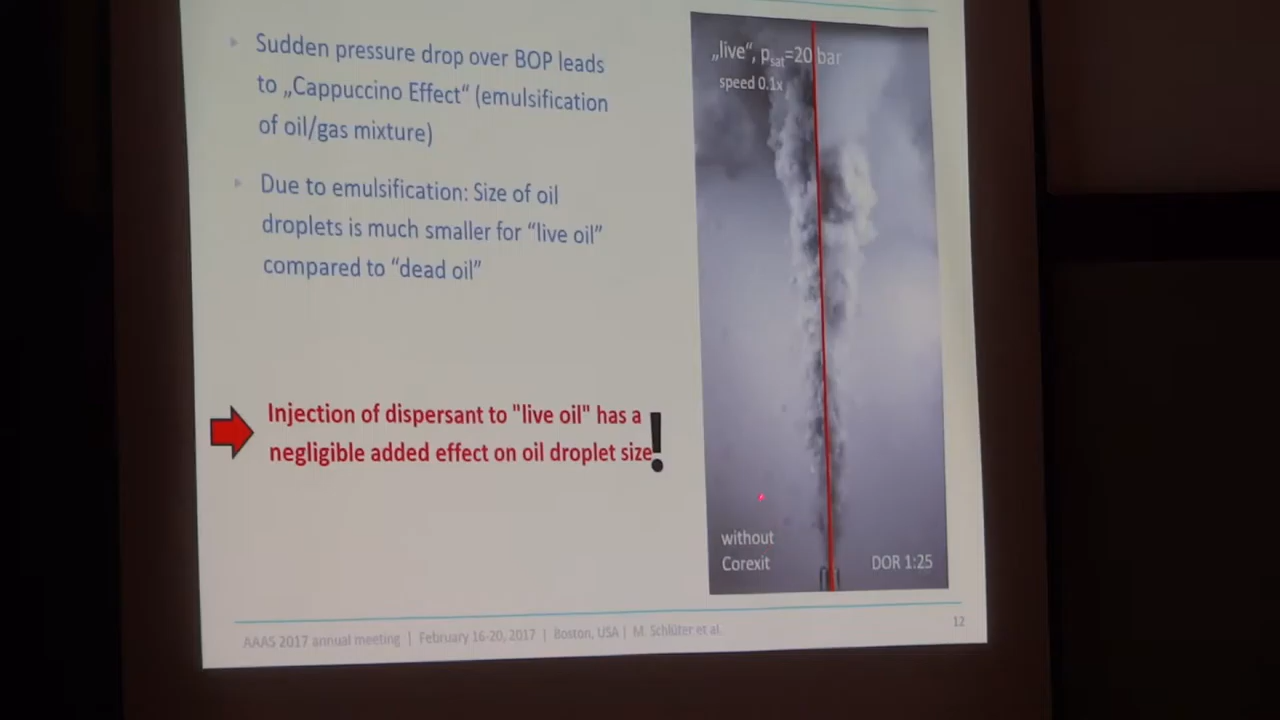 Sudden pressure drop over BOP leads
to „Cappuccino Effect“ (emulsification
of oil/gas mixture)
Due to emulsification: Size of oil
droplets is much smaller for “live oil”
compared to “dead oil”
Injection of dispersant to "live oil" has a
negligible added effect on oil droplet size!
„live“, psat=20 bar
speed 0.1x
without
Corexit
DOR 1:25
AAAS 2017 annual meeting | February 16-20, 2017 | Boston, USA | M. Schlüter et al.
12